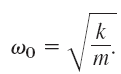 ω0 = √(k/m).